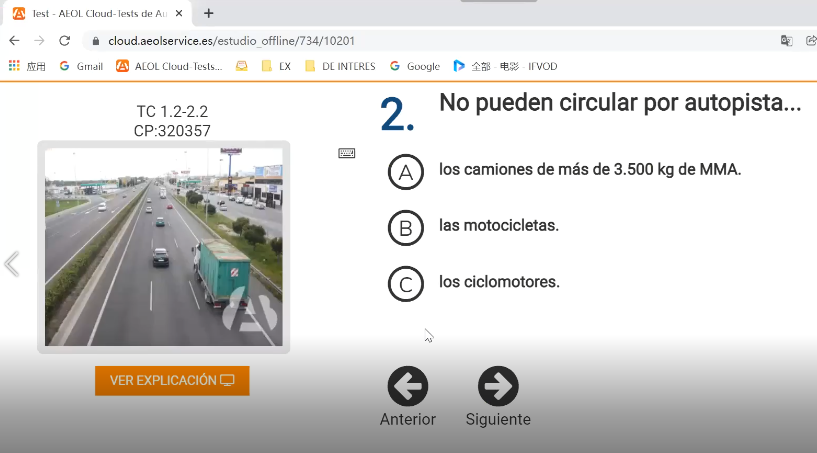 Test - AEOL Cloud-Tests de Au
cloud.aeolservice.es/estudio_offline/734/10201
应用 Gmail AEOL Cloud-Tests... EX DE INTERES Google 全部 - 电影 - IFVOD
TC 1.2-2.2
CP:320357
2. No pueden circular por autopista...
A los camiones de más de 3.500 kg de MMA.
B las motocicletas.
C los ciclomotores.
VER EXPLICACIÓN
Anterior Siguiente